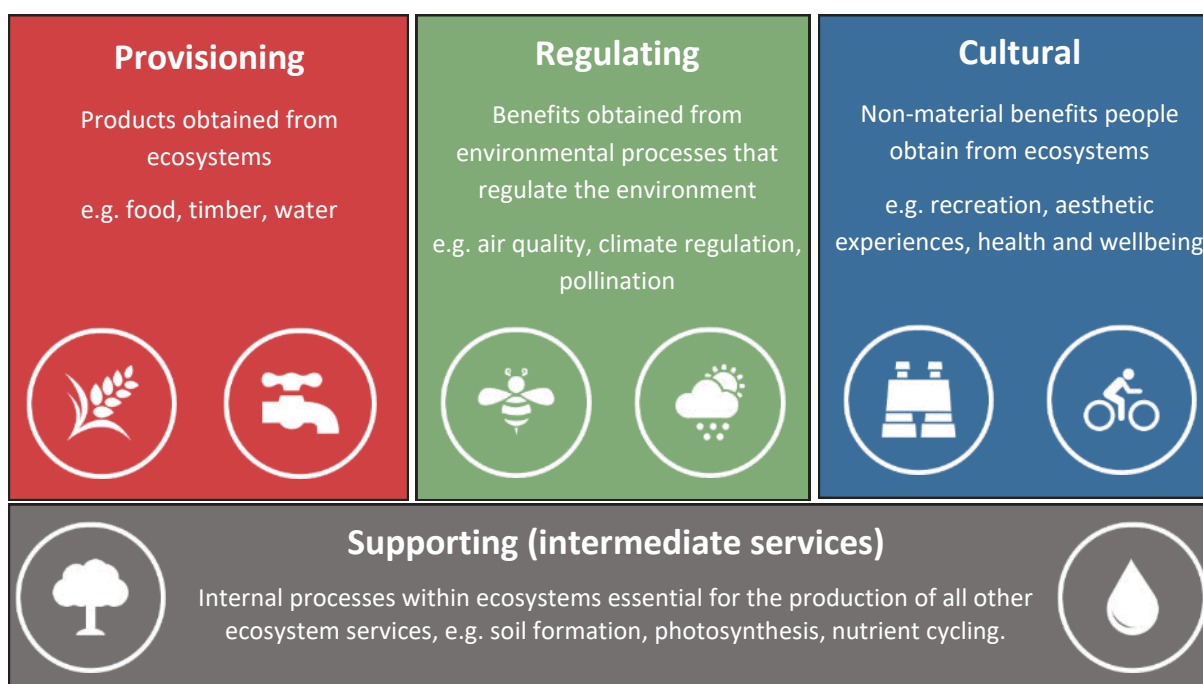 Provisioning
Products obtained from
ecosystems
e.g. food, timber, water
Regulating
Benefits obtained from
environmental processes that
regulate the environment
e.g. air quality, climate regulation,
pollination
Cultural
Non-material benefits people
obtain from ecosystems
e.g. recreation, aesthetic
experiences, health and wellbeing
Supporting (intermediate services)
Internal processes within ecosystems essential for the production of all other
ecosystem services, e.g. soil formation, photosynthesis, nutrient cycling.